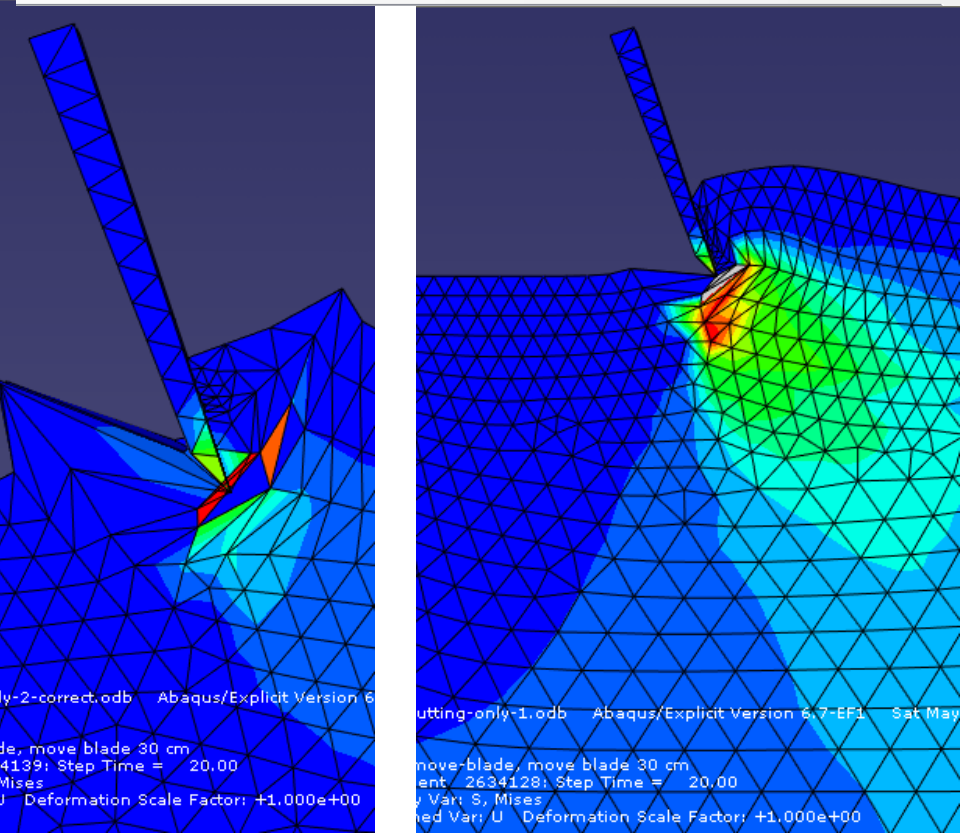 ly-2-correct.odb Abaqus/Explicit Version 6
de, move blade 30 cm
4139: Step Time = 20.00
Mises
J Deformation Scale Factor: +1.000e+00
utting-only-1.odb Abaqus/Explicit Version 6.7-EF1 Sat May
move-blade, move blade 30 cm
ent 2634128: Step Time = 20.00
y Var: S, Mises
ned Var: U Deformation Scale Factor: +1.000e+00